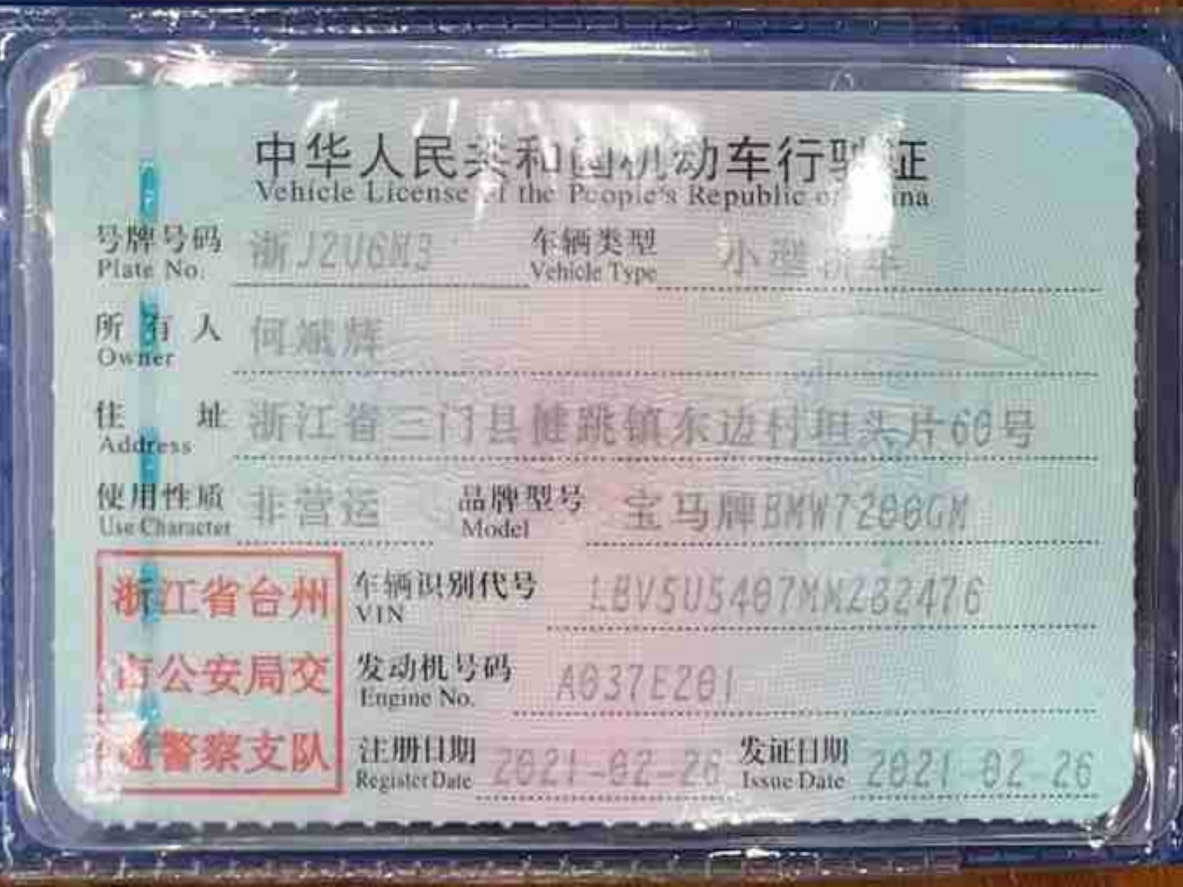 中华人民共和国机动车行驶证
Vehicle License of the People's Republic of China
号牌号码 浙J2U6M3 车辆类型 小型轿车
Plate No. Vehicle Type
所有人 何斌辉
Owner
住址 浙江省三门县健跳镇东边村坦头片60号
Address
使用性质 非营运 品牌型号 宝马牌BMW7200GM
Use Character Model
浙江省台州
市公安局交
通警察支队
车辆识别代号 LBV5U5407MM282476
VIN
发动机号码 A037E201
Engine No.
注册日期 2021-02-26 发证日期 2021-02-26
Register Date Issue Date